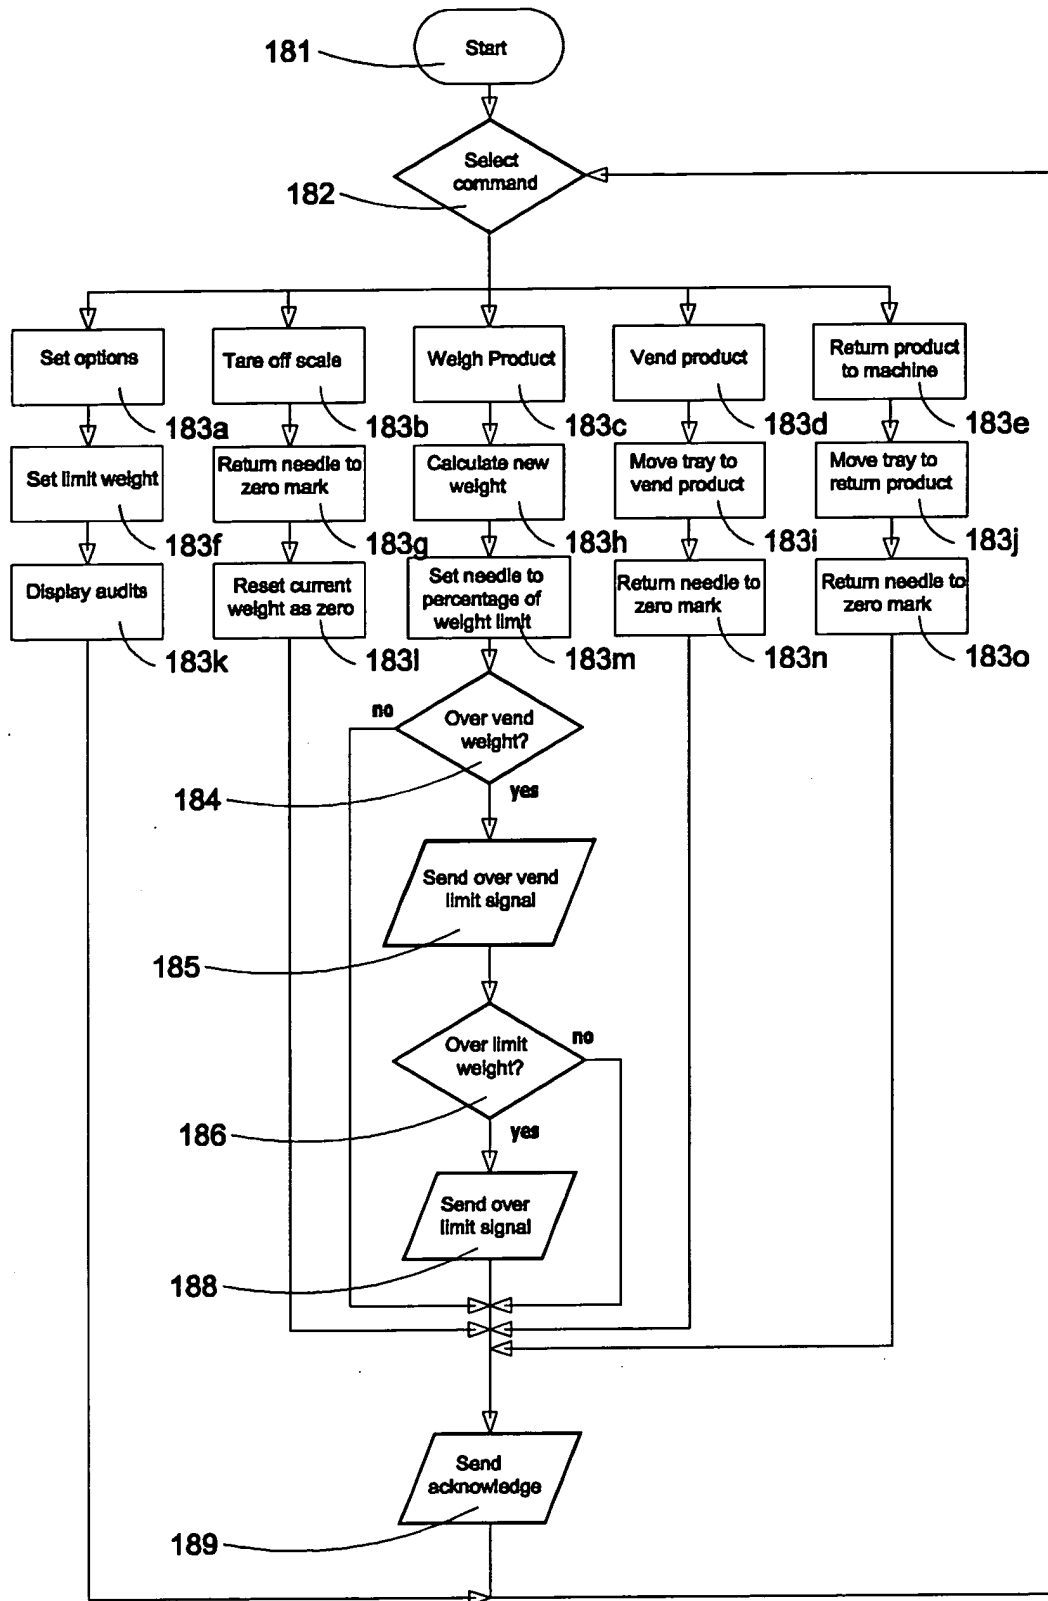 Start
181
Select
command
182
Set options
Tare off scale
Weigh Product
Vend product
Return product
to machine
183a
183b
183c
183d
183e
Set limit weight
Return needle to
zero mark
Calculate new
weight
Move tray to
vend product
Move tray to
return product
183f
183g
183h
183i
183j
Display audits
Reset current
weight as zero
Set needle to
percentage of
weight limit
Return needle to
zero mark
Return needle to
zero mark
183k
183l
183m
183n
183o
no
Over vend
weight?
184
yes
Send over vend
limit signal
185
Over limit
weight?
no
186
yes
Send over
limit signal
188
Send
acknowledge
189